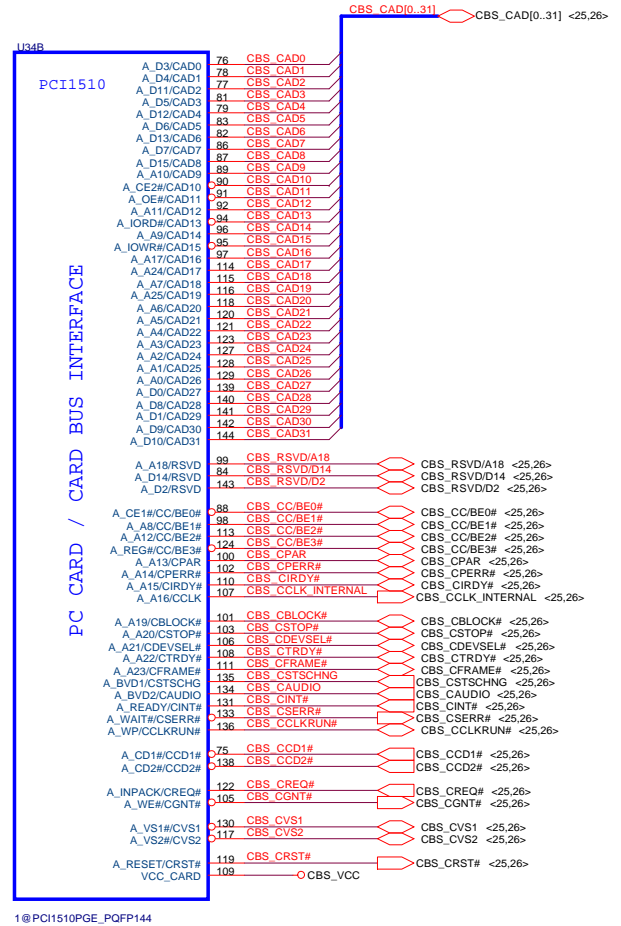 CBS_CAD[0..31] CBS_CAD[0..31] <25,26>
U34B
PCI1510
PC CARD / CARD BUS INTERFACE
A_D3/CAD0 76 CBS_CAD0
A_D4/CAD1 78 CBS_CAD1
A_D11/CAD2 77 CBS_CAD2
A_D5/CAD3 81 CBS_CAD3
A_D12/CAD4 79 CBS_CAD4
A_D6/CAD5 83 CBS_CAD5
A_D13/CAD6 82 CBS_CAD6
A_D7/CAD7 86 CBS_CAD7
A_D15/CAD8 87 CBS_CAD8
A_A10/CAD9 89 CBS_CAD9
A_CE2#/CAD10 90 CBS_CAD10
A_OE#/CAD11 91 CBS_CAD11
A_A11/CAD12 92 CBS_CAD12
A_IORD#/CAD13 94 CBS_CAD13
A_A9/CAD14 96 CBS_CAD14
A_IOWR#/CAD15 95 CBS_CAD15
A_A17/CAD16 97 CBS_CAD16
A_A24/CAD17 114 CBS_CAD17
A_A7/CAD18 115 CBS_CAD18
A_A25/CAD19 116 CBS_CAD19
A_A6/CAD20 118 CBS_CAD20
A_A5/CAD21 120 CBS_CAD21
A_A4/CAD22 121 CBS_CAD22
A_A3/CAD23 123 CBS_CAD23
A_A2/CAD24 127 CBS_CAD24
A_A1/CAD25 128 CBS_CAD25
A_A0/CAD26 129 CBS_CAD26
A_D0/CAD27 139 CBS_CAD27
A_D8/CAD28 140 CBS_CAD28
A_D1/CAD29 141 CBS_CAD29
A_D9/CAD30 142 CBS_CAD30
A_D10/CAD31 144 CBS_CAD31
A_A18/RSVD 99 CBS_RSVD/A18 CBS_RSVD/A18 <25,26>
A_D14/RSVD 84 CBS_RSVD/D14 CBS_RSVD/D14 <25,26>
A_D2/RSVD 143 CBS_RSVD/D2 CBS_RSVD/D2 <25,26>
A_CE1#/CC/BE0# 88 CBS_CC/BE0# CBS_CC/BE0# <25,26>
A_A8/CC/BE1# 98 CBS_CC/BE1# CBS_CC/BE1# <25,26>
A_A12/CC/BE2# 113 CBS_CC/BE2# CBS_CC/BE2# <25,26>
A_REG#/CC/BE3# 124 CBS_CC/BE3# CBS_CC/BE3# <25,26>
A_A13/CPAR 100 CBS_CPAR CBS_CPAR <25,26>
A_A14/CPERR# 102 CBS_CPERR# CBS_CPERR# <25,26>
A_A15/CIRDY# 110 CBS_CIRDY# CBS_CIRDY# <25,26>
A_A16/CCLK 107 CBS_CCLK_INTERNAL CBS_CCLK_INTERNAL <25,26>
A_A19/CBLOCK# 101 CBS_CBLOCK# CBS_CBLOCK# <25,26>
A_A20/CSTOP# 103 CBS_CSTOP# CBS_CSTOP# <25,26>
A_A21/CDEVSEL# 106 CBS_CDEVSEL# CBS_CDEVSEL# <25,26>
A_A22/CTRDY# 108 CBS_CTRDY# CBS_CTRDY# <25,26>
A_A23/CFRAME# 111 CBS_CFRAME# CBS_CFRAME# <25,26>
A_BVD1/CSTSCHG 135 CBS_CSTSCHNG CBS_CSTSCHNG <25,26>
A_BVD2/CAUDIO 134 CBS_CAUDIO CBS_CAUDIO <25,26>
A_READY/CINT# 131 CBS_CINT# CBS_CINT# <25,26>
A_WAIT#/CSERR# 133 CBS_CSERR# CBS_CSERR# <25,26>
A_WP/CCLKRUN# 136 CBS_CCLKRUN# CBS_CCLKRUN# <25,26>
A_CD1#/CCD1# 75 CBS_CCD1# CBS_CCD1# <25,26>
A_CD2#/CCD2# 138 CBS_CCD2# CBS_CCD2# <25,26>
A_INPACK/CREQ# 122 CBS_CREQ# CBS_CREQ# <25,26>
A_WE#/CGNT# 105 CBS_CGNT# CBS_CGNT# <25,26>
A_VS1#/CVS1 130 CBS_CVS1 CBS_CVS1 <25,26>
A_VS2#/CVS2 117 CBS_CVS2 CBS_CVS2 <25,26>
A_RESET/CRST# 119 CBS_CRST# CBS_CRST# <25,26>
VCC_CARD 109 CBS_VCC
1@PCI1510PGE_PQFP144